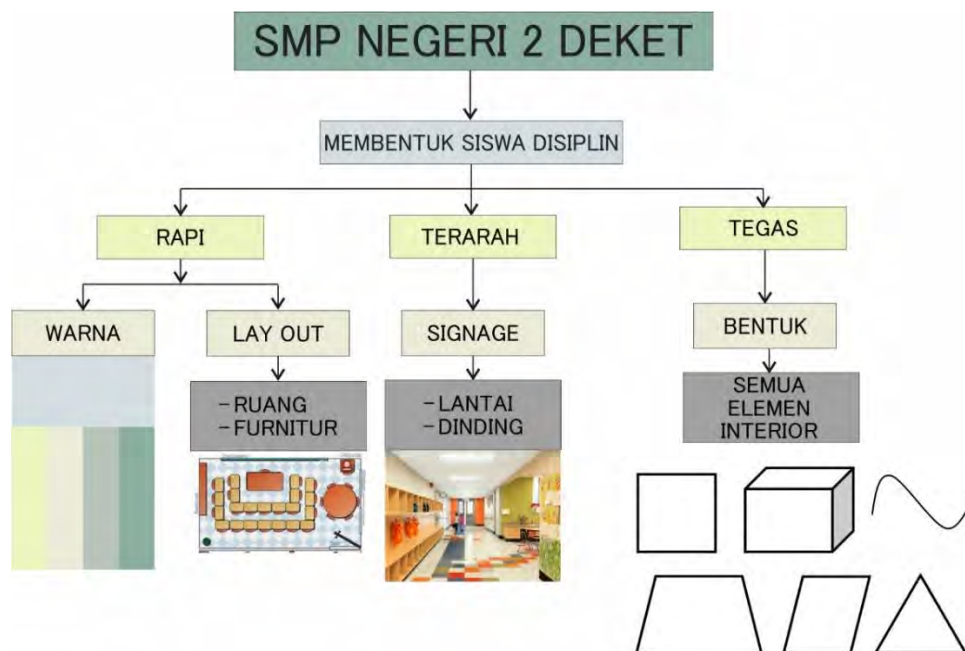 SMP NEGERI 2 DEKET
MEMBENTUK SISWA DISIPLIN
RAPI
TERARAH
TEGAS
WARNA
LAY OUT
SIGNAGE
BENTUK
– RUANG
– FURNITUR
– LANTAI
– DINDING
SEMUA
ELEMEN
INTERIOR